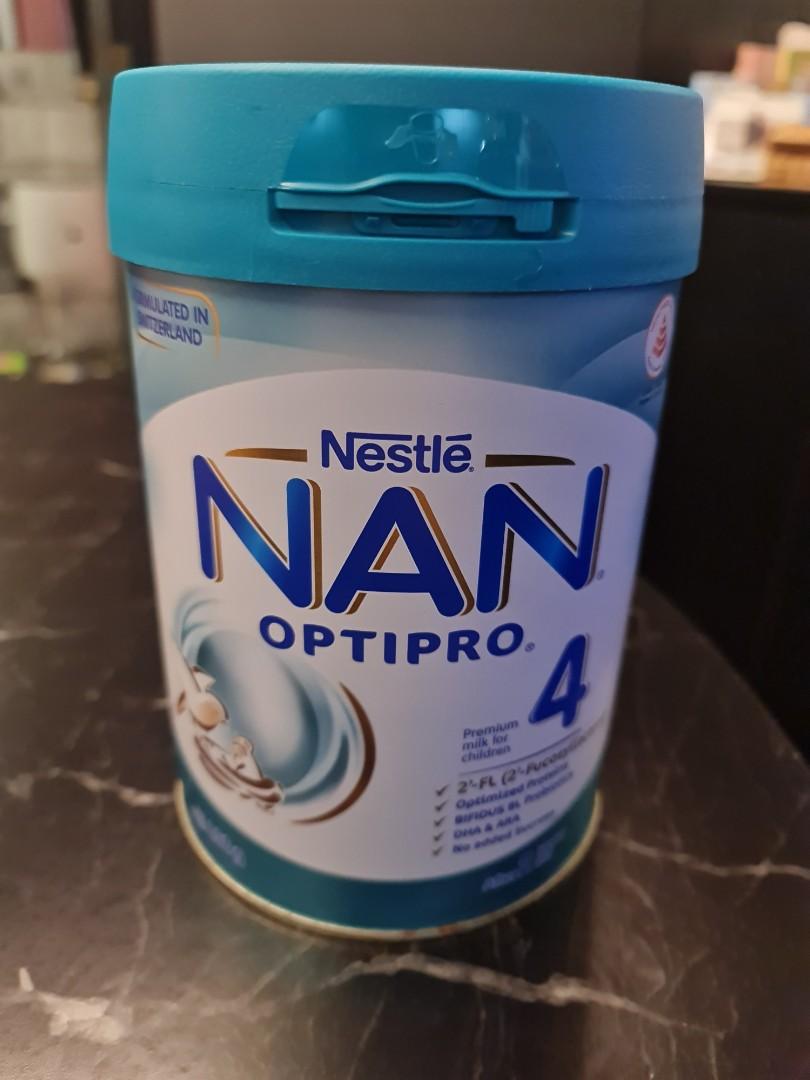 FORMULATED IN
SWITZERLAND
Nestlé®
NAN®
OPTIPRO®
4
Premium
milk for
children
2'-FL (2'-Fucosyllactose)
Optimized Proteins
BIFIDUS BL Probiotics
DHA & ARA
No added Sucrose